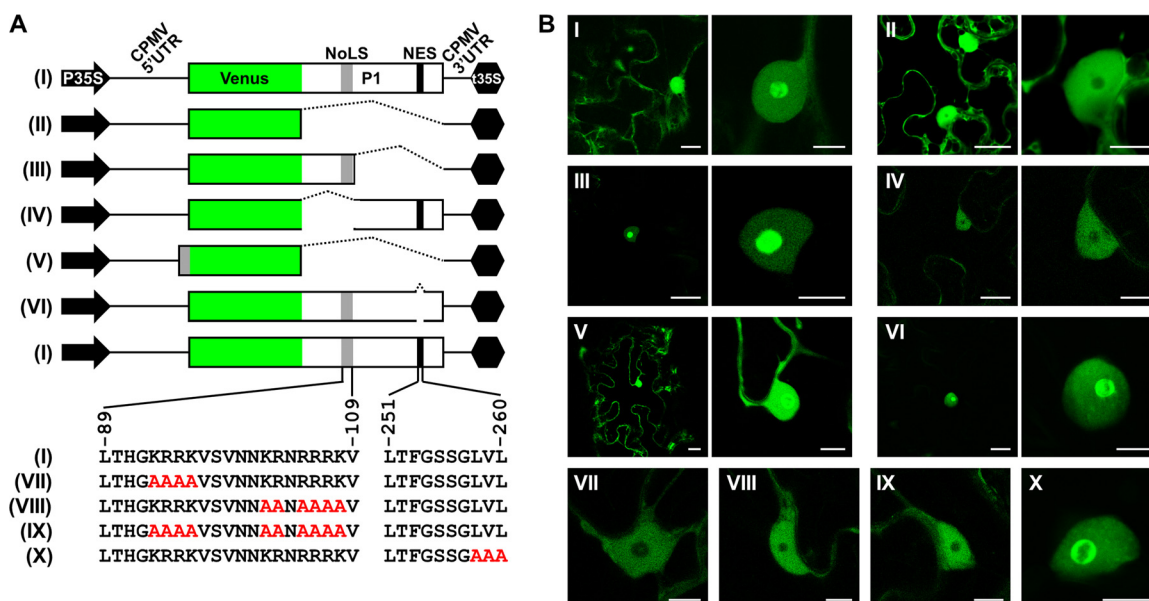 A
CPMV
5'UTR
NoLS
NES
CPMV
3'UTR
(I) P35S Venus P1 t35S
(II)
(III)
(IV)
(V)
(VI)
(I)
89 109 251 260
(I) LTHGKRRKVSVNNKRNRRRKV LTFGSSGLVL
(VII) LTHGAAAAVSVNNKRNRRRKV LTFGSSGLVL
(VIII) LTHGKRRKVSVNNAANAAAAV LTFGSSGLVL
(IX) LTHGAAAAVSVNNAANAAAAV LTFGSSGLVL
(X) LTHGKRRKVSVNNKRNRRRKV LTFGSSGAAA
B
I II
III IV
V VI
VII VIII IX X